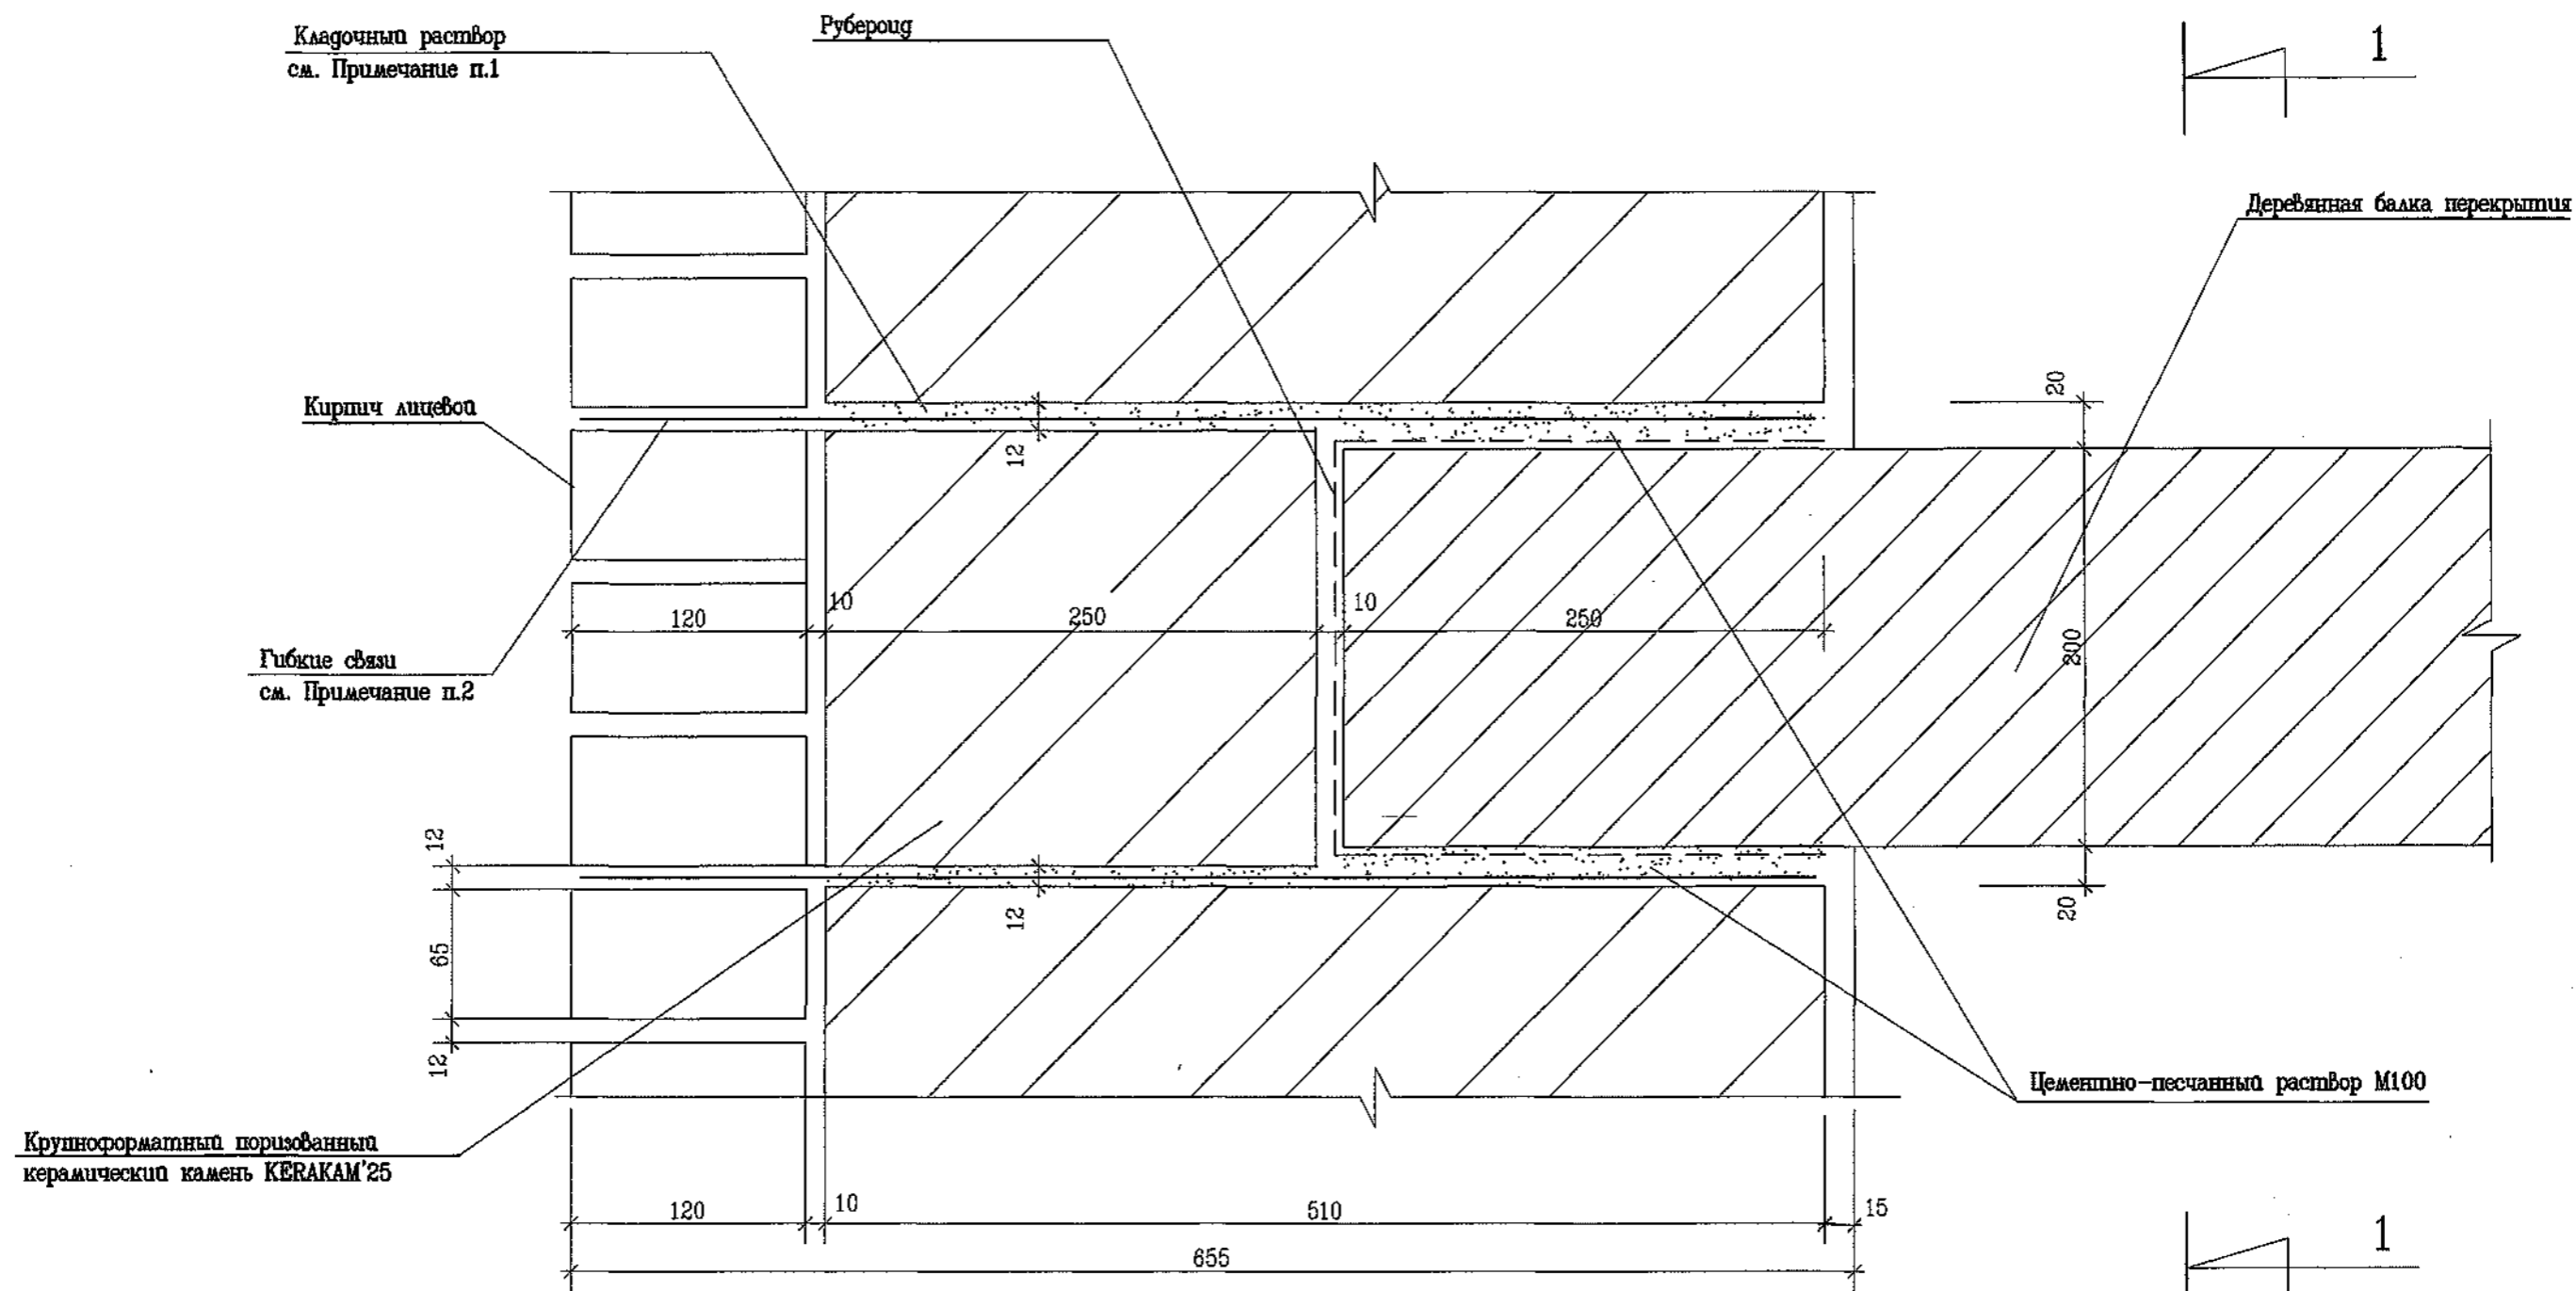 Кладочный раствор
см. Примечание п.1
Рубероид
1
Деревянная балка перекрытия
Кирпич лицевой
20
12
Гибкие связи
см. Примечание п.2
120
10
250
10
250
200
12
12
20
65
12
Цементно-песчанный раствор М100
Крупноформатный поризованный
керамический камень KERAKAM'25
120
10
510
15
655
1